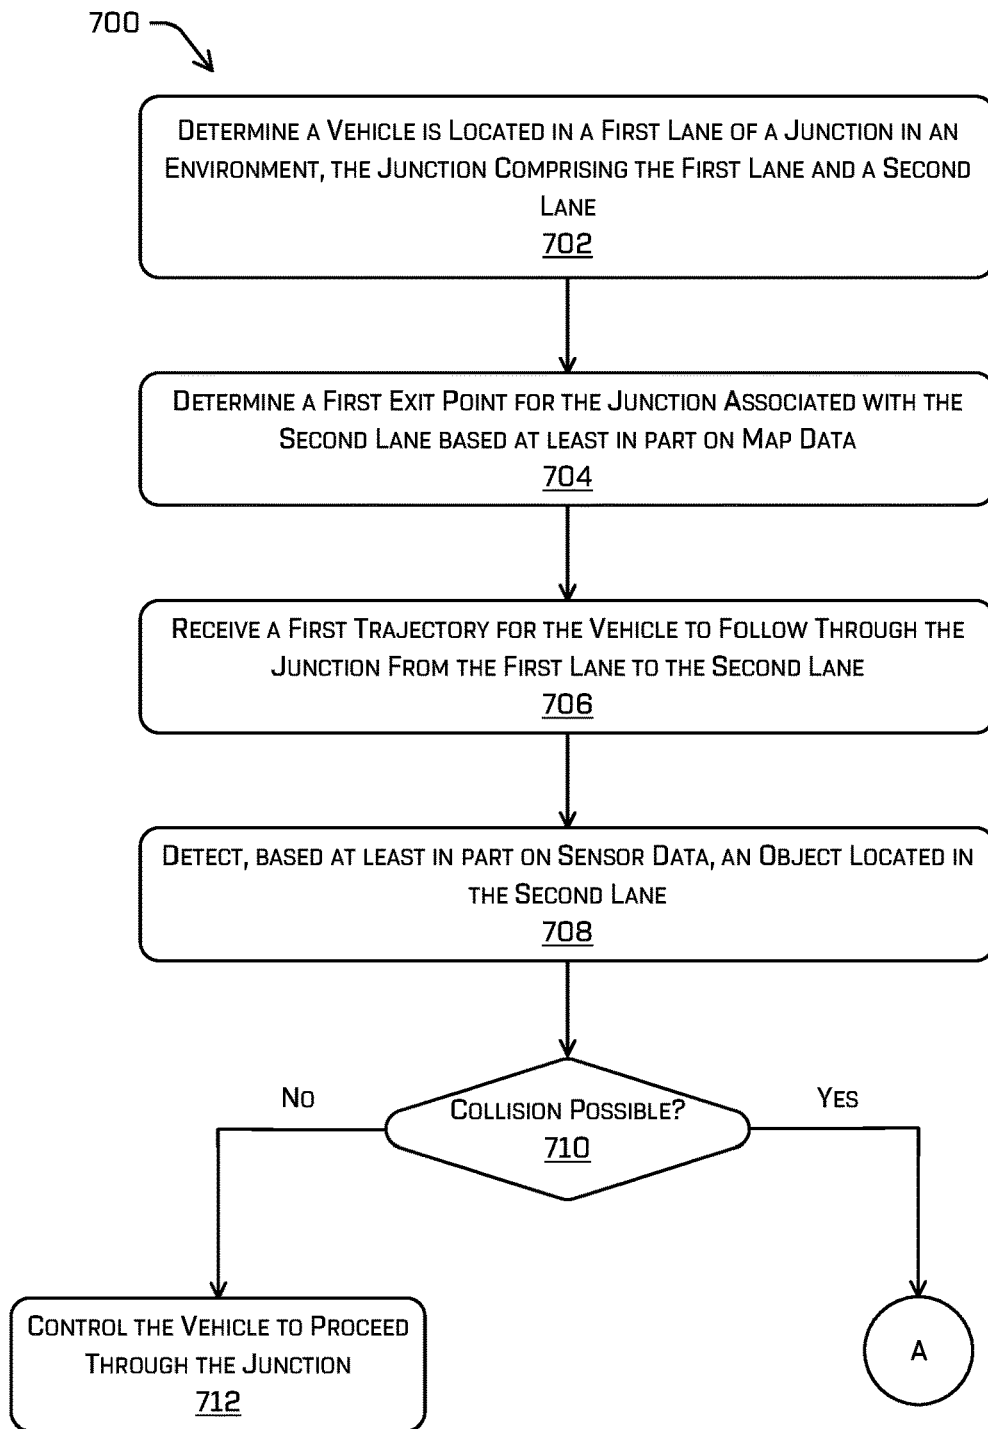 700
DETERMINE A VEHICLE IS LOCATED IN A FIRST LANE OF A JUNCTION IN AN
ENVIRONMENT, THE JUNCTION COMPRISING THE FIRST LANE AND A SECOND
LANE
702
DETERMINE A FIRST EXIT POINT FOR THE JUNCTION ASSOCIATED WITH THE
SECOND LANE BASED AT LEAST IN PART ON MAP DATA
704
RECEIVE A FIRST TRAJECTORY FOR THE VEHICLE TO FOLLOW THROUGH THE
JUNCTION FROM THE FIRST LANE TO THE SECOND LANE
706
DETECT, BASED AT LEAST IN PART ON SENSOR DATA, AN OBJECT LOCATED IN
THE SECOND LANE
708
NO
YES
COLLISION POSSIBLE?
710
CONTROL THE VEHICLE TO PROCEED
THROUGH THE JUNCTION
712
A